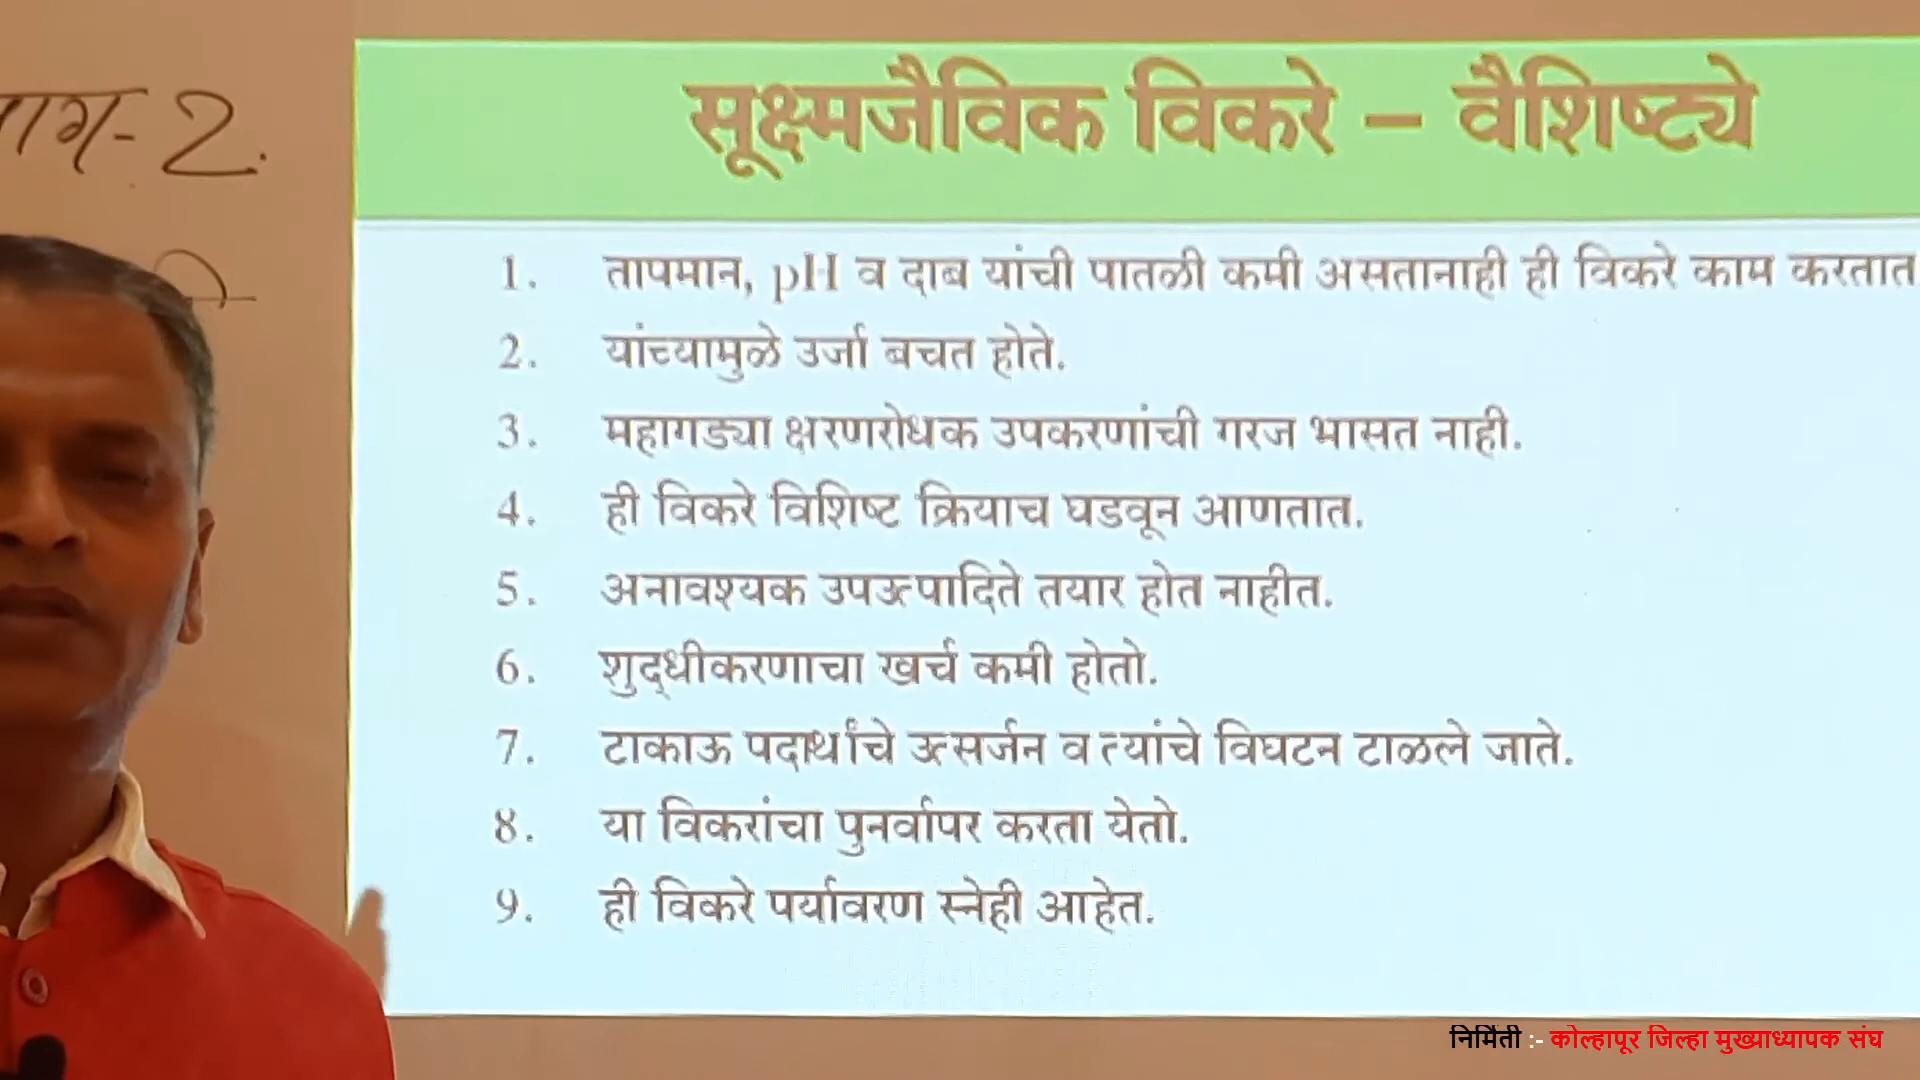 भाग-2.
सूक्ष्मजैविक विकरे – वैशिष्ट्ये
1. तापमान, pH व दाब यांची पातळी कमी असतानाही ही विकरे काम करतात
2. यांच्यामुळे उर्जा बचत होते.
3. महागड्या क्षरणरोधक उपकरणांची गरज भासत नाही.
4. ही विकरे विशिष्ट क्रियाच घडवून आणतात.
5. अनावश्यक उपउत्पादिते तयार होत नाहीत.
6. शुद्धीकरणाचा खर्च कमी होतो.
7. टाकाऊ पदार्थांचे उत्सर्जन व त्यांचे विघटन टाळले जाते.
8. या विकरांचा पुनर्वापर करता येतो.
9. ही विकरे पर्यावरण स्नेही आहेत.
निर्मिती :- कोल्हापूर जिल्हा मुख्याध्यापक संघ